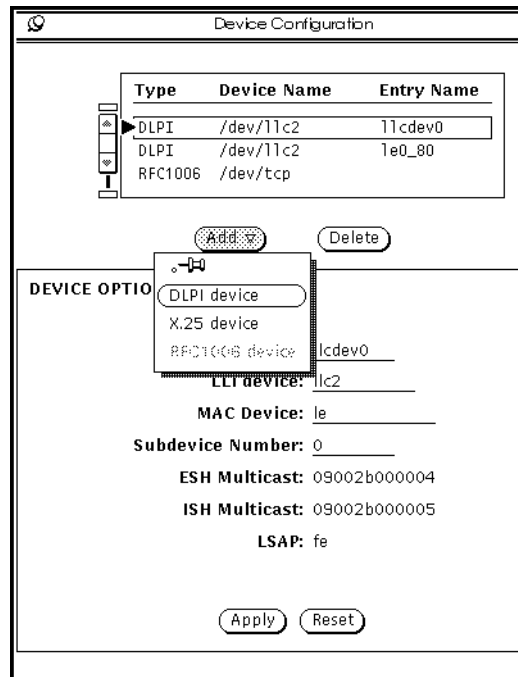 Device Configuration
Type Device Name Entry Name
DLPI /dev/llc2 llcdev0
DLPI /dev/llc2 le0_80
RFC1006 /dev/tcp
Add Delete
DEVICE OPTIO
DLPI device
X.25 device
RFC1006 device
lcdev0
LLI device: llc2
MAC Device: le
Subdevice Number: 0
ESH Multicast: 09002b000004
ISH Multicast: 09002b000005
LSAP: fe
Apply Reset